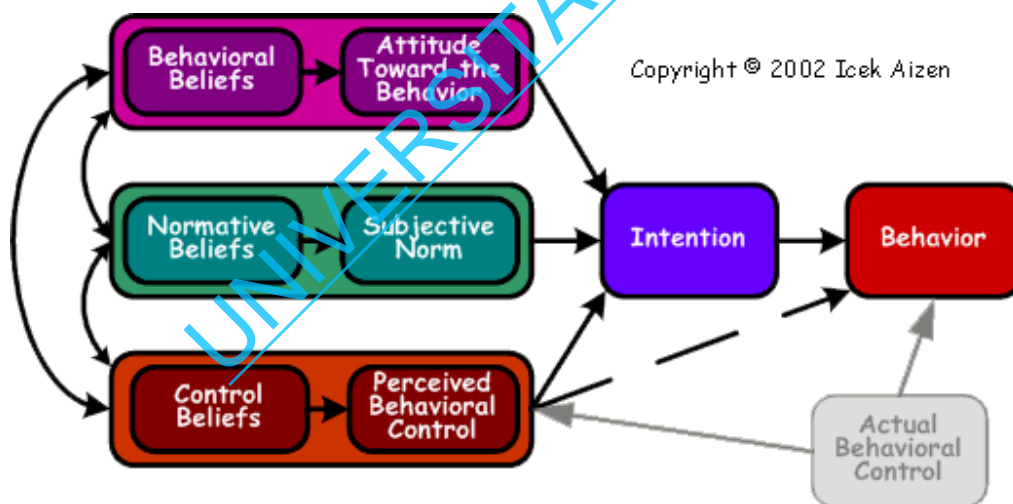 Behavioral
Beliefs
Attitude
Toward the
Behavior
Copyright © 2002 Icek Aizen
Normative
Beliefs
Subjective
Norm
Intention
Behavior
Control
Beliefs
Perceived
Behavioral
Control
Actual
Behavioral
Control
UNIVERSITA